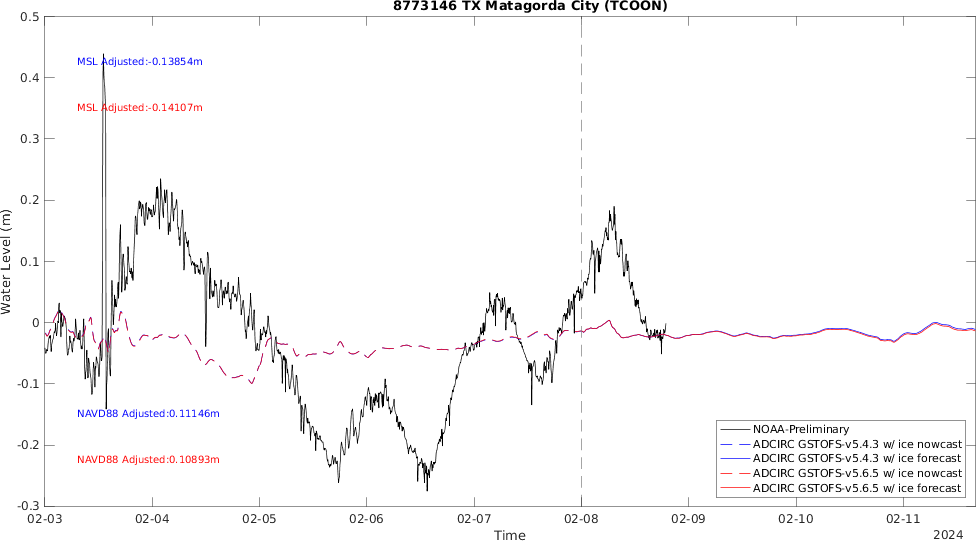 8773146 TX Matagorda City (TCOON)
0.5
0.4
0.3
0.2
0.1
0
-0.1
-0.2
-0.3
Water Level (m)
MSL Adjusted:-0.13854m
MSL Adjusted:-0.14107m
NAVD88 Adjusted:0.11146m
NAVD88 Adjusted:0.10893m
NOAA-Preliminary
ADCIRC GSTOFS-v5.4.3 w/ ice nowcast
ADCIRC GSTOFS-v5.4.3 w/ ice forecast
ADCIRC GSTOFS-v5.6.5 w/ ice nowcast
ADCIRC GSTOFS-v5.6.5 w/ ice forecast
02-03 02-04 02-05 02-06 02-07 02-08 02-09 02-10 02-11
Time
2024